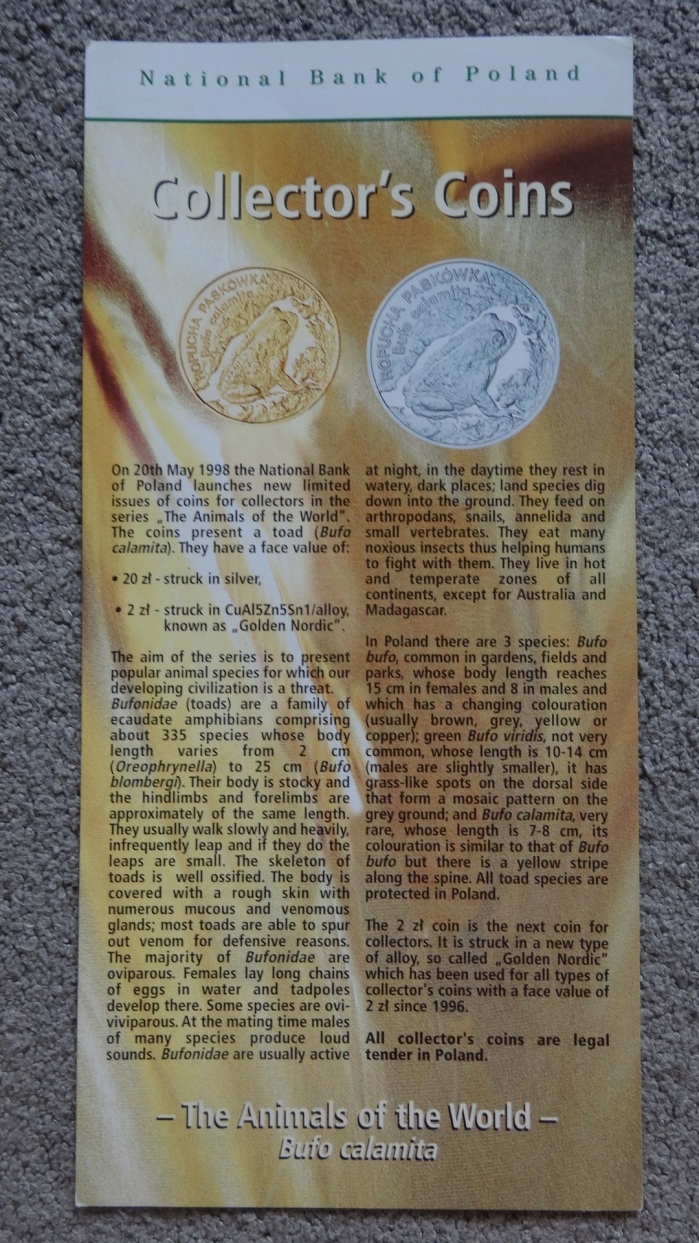 National Bank of Poland
Collector's Coins
ROPUCHA PASKÓWKA
Bufo calamita
ROPUCHA PASKÓWKA
Bufo calamita
On 20th May 1998 the National Bank
of Poland launches new limited
issues of coins for collectors in the
series „The Animals of the World".
The coins present a toad (Bufo
calamita). They have a face value of:
• 20 zł - struck in silver,
• 2 zł - struck in CuAl5Zn5Sn1/alloy,
known as „Golden Nordic".
The aim of the series is to present
popular animal species for which our
developing civilization is a threat.
Bufonidae (toads) are a family of
ecaudate amphibians comprising
about 335 species whose body
length varies from 2 cm
(Oreophrynella) to 25 cm (Bufo
blombergi). Their body is stocky and
the hindlimbs and forelimbs are
approximately of the same length.
They usually walk slowly and heavily,
infrequently leap and if they do the
leaps are small. The skeleton of
toads is well ossified. The body is
covered with a rough skin with
numerous mucous and venomous
glands; most toads are able to spur
out venom for defensive reasons.
The majority of Bufonidae are
oviparous. Females lay long chains
of eggs in water and tadpoles
develop there. Some species are ovi-
viviparous. At the mating time males
of many species produce loud
sounds. Bufonidae are usually active
at night, in the daytime they rest in
watery, dark places; land species dig
down into the ground. They feed on
arthropodans, snails, annelida and
small vertebrates. They eat many
noxious insects thus helping humans
to fight with them. They live in hot
and temperate zones of all
continents, except for Australia and
Madagascar.
In Poland there are 3 species: Bufo
bufo, common in gardens, fields and
parks, whose body length reaches
15 cm in females and 8 in males and
which has a changing colouration
(usually brown, grey, yellow or
copper); green Bufo viridis, not very
common, whose length is 10-14 cm
(males are slightly smaller), it has
grass-like spots on the dorsal side
that form a mosaic pattern on the
grey ground; and Bufo calamita, very
rare, whose length is 7-8 cm, its
colouration is similar to that of Bufo
bufo but there is a yellow stripe
along the spine. All toad species are
protected in Poland.
The 2 zł coin is the next coin for
collectors. It is struck in a new type
of alloy, so called „Golden Nordic"
which has been used for all types of
collector's coins with a face value of
2 zł since 1996.
All collector's coins are legal
tender in Poland.
– The Animals of the World –
Bufo calamita